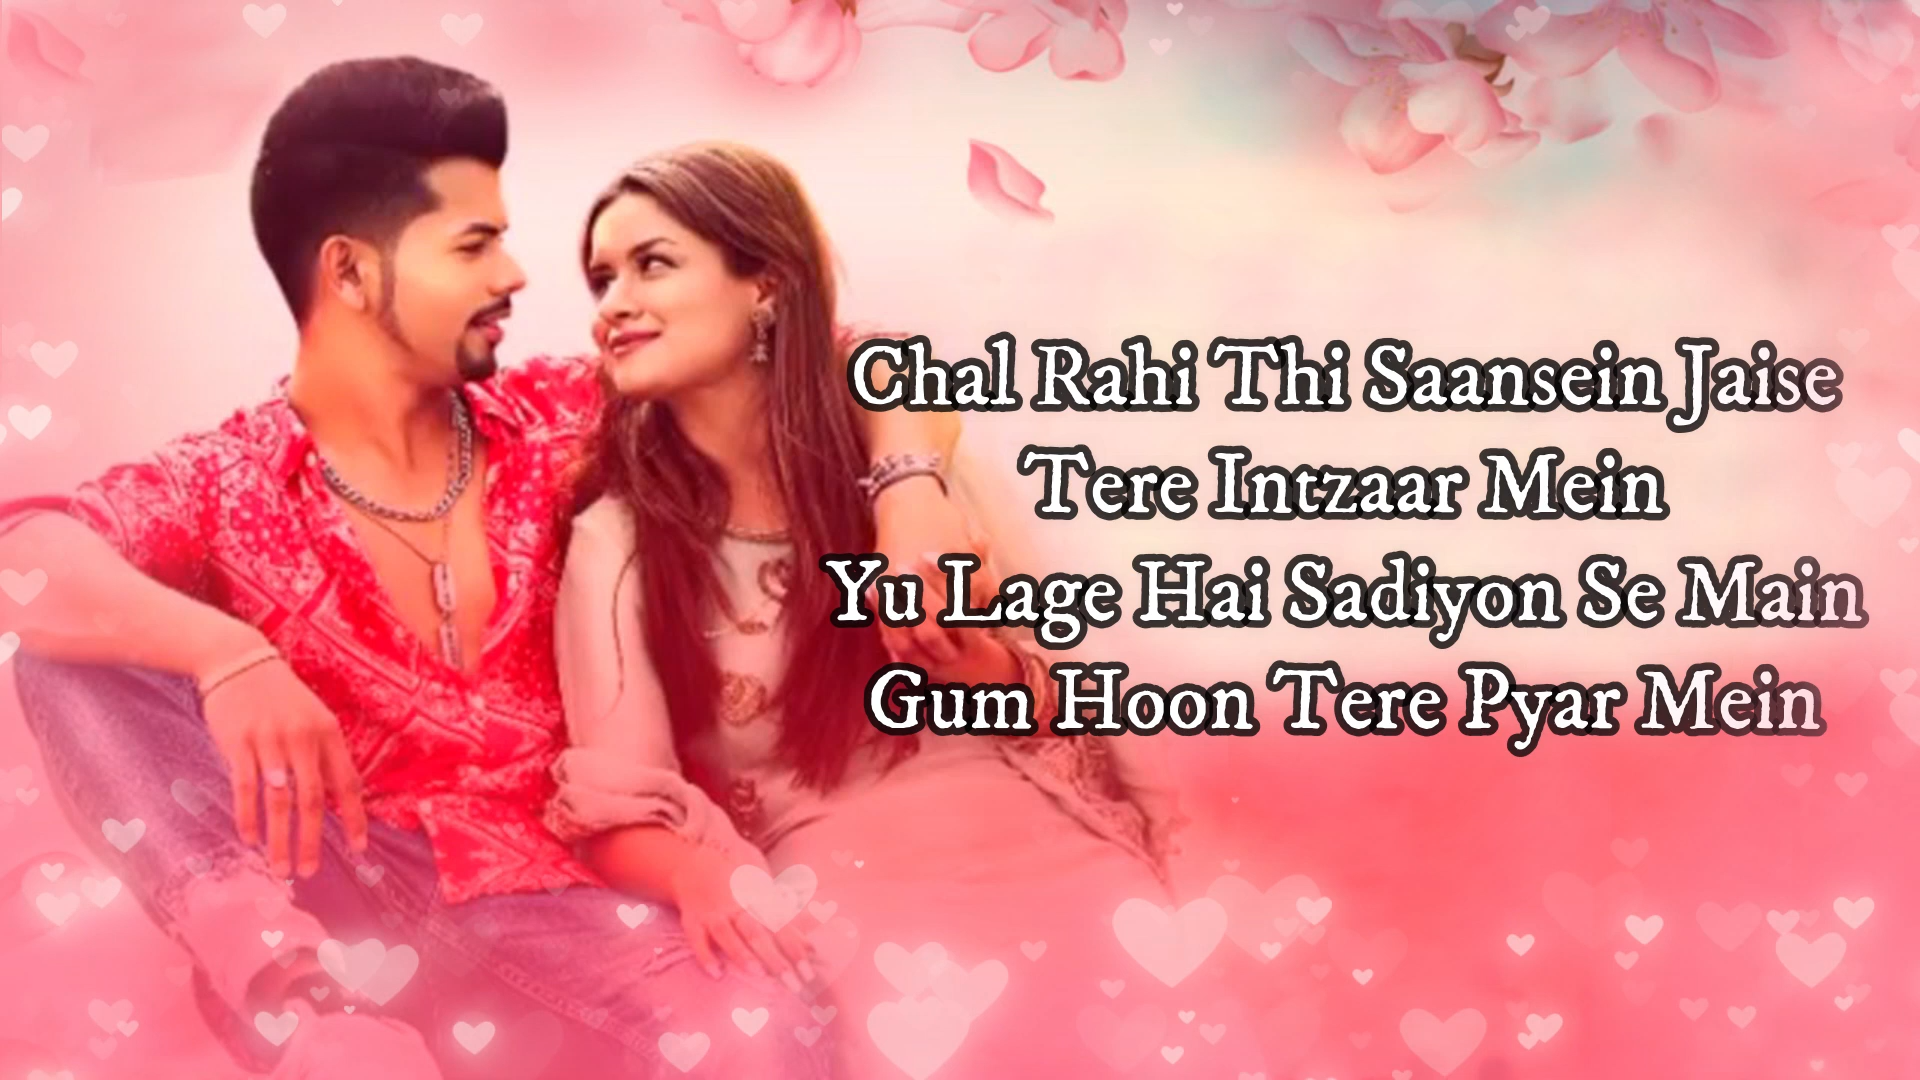 Chal Rahi Thi Saansein Jaise
Tere Intzaar Mein
Yu Lage Hai Sadiyon Se Main
Gum Hoon Tere Pyar Mein